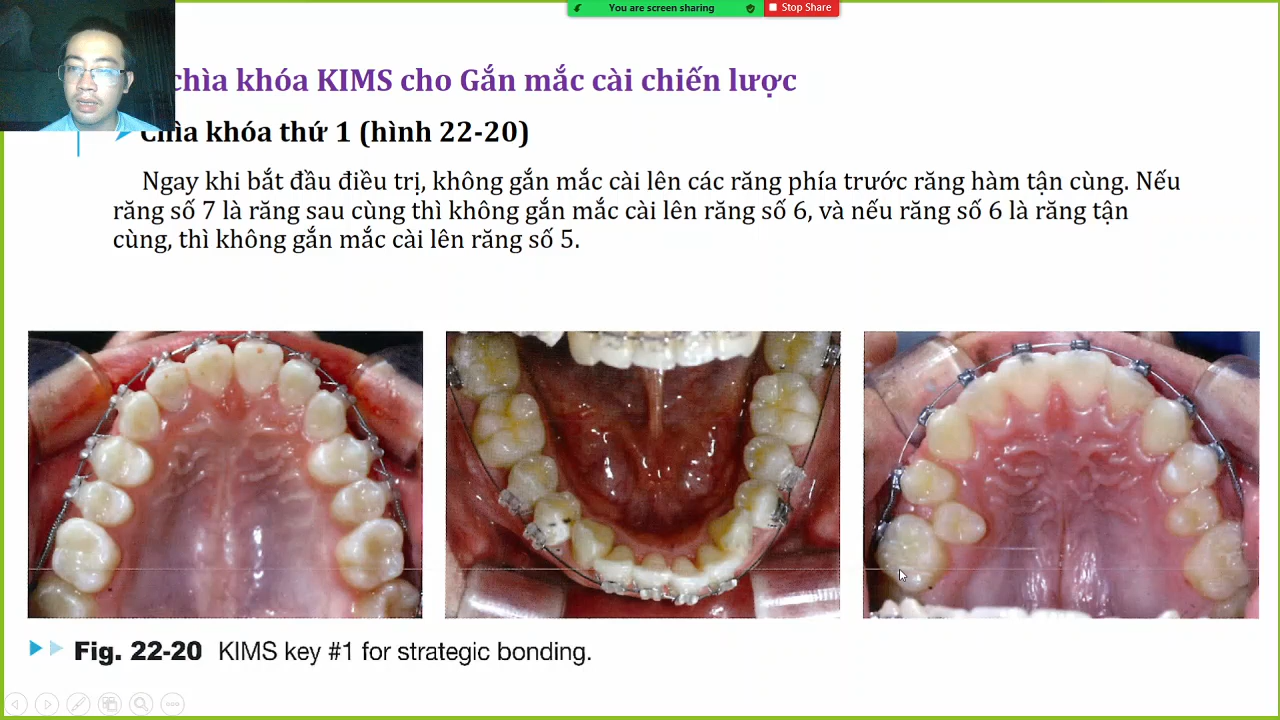 You are screen sharing
Stop Share
chìa khóa KIMS cho Gắn mắc cài chiến lược
Chìa khóa thứ 1 (hình 22-20)
Ngay khi bắt đầu điều trị, không gắn mắc cài lên các răng phía trước răng hàm tận cùng. Nếu
răng số 7 là răng sau cùng thì không gắn mắc cài lên răng số 6, và nếu răng số 6 là răng tận
cùng, thì không gắn mắc cài lên răng số 5.
Fig. 22-20 KIMS key #1 for strategic bonding.